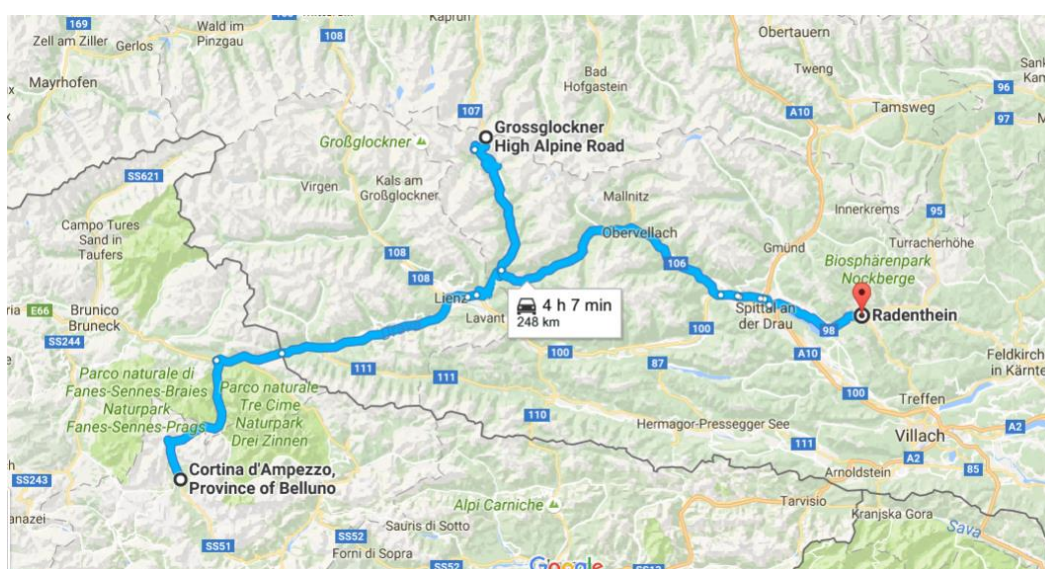 169
Zell am Ziller
Gerlos
Wald im
Pinzgau
108
Kaprun
Obertauern
Mayrhofen
107
Bad
Hofgastein
Tweng
A10
96
97
Tamsweg
Grossglockner
High Alpine Road
Großglockner
SS621
Virgen
Kals am
Großglockner
Mallnitz
Innerkrems
95
Campo Tures
Sand in
Taufers
108
Obervellach
Gmünd
Turracherhöhe
106
Biosphärenpark
Nockberge
108
Lienz
4 h 7 min
248 km
Lavant
Spittal an
der Drau
Radenthein
E66
Brunico
Bruneck
SS244
100
98
A10
100
87
111
111
Parco naturale di
Fanes-Sennes-Braies
Naturpark
Fanes-Sennes-Prags
Parco naturale
Tre Cime
Naturpark
Drei Zinnen
100
Treffen
Feldkirch
in Kärnte
110
Hermagor-Pressegger See
111
Villach
A2
A2
85
Cortina d'Ampezzo,
Province of Belluno
SS243
Arnoldstein
Alpi Carniche
Tarvisio
Kranjska Gora
Sava
anazei
Sauris di Sotto
SS51
SS52
Forni di Sopra
SS52
Google